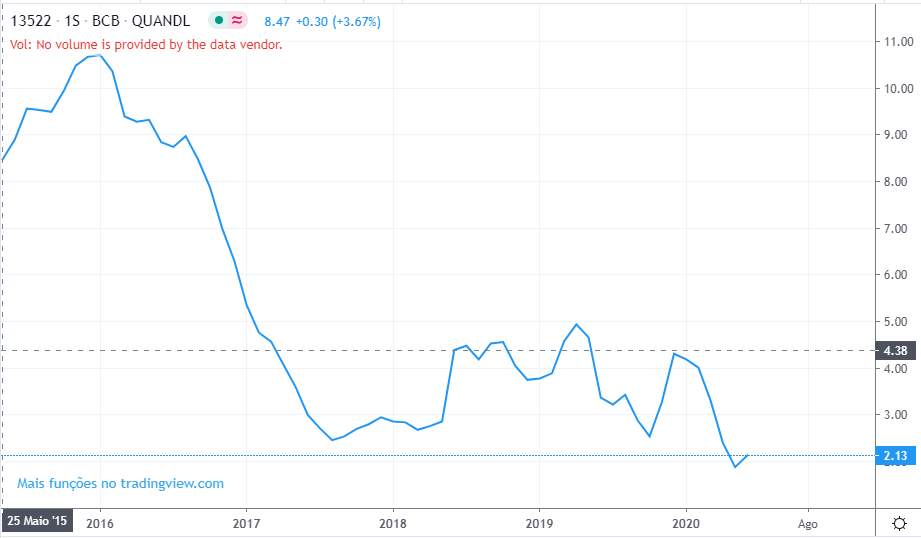 13522 · 1S · BCB · QUANDL 8.47 +0.30 (+3.67%)
Vol: No volume is provided by the data vendor.
11.00
10.00
9.00
8.00
7.00
6.00
5.00
4.38
4.00
3.00
2.13
Mais funções no tradingview.com
25 Maio '15 2016 2017 2018 2019 2020 Ago